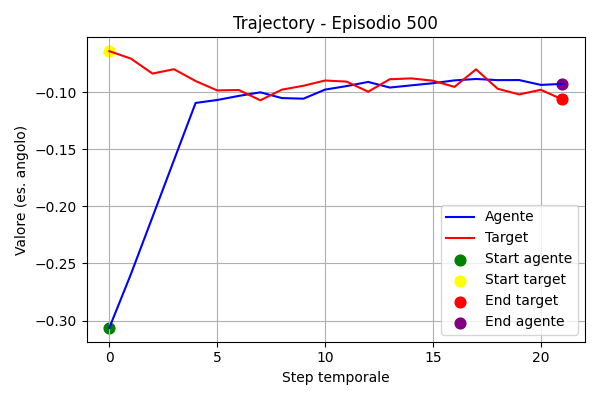 Trajectory - Episodio 500
Valore (es. angolo)
−0.10
−0.15
−0.20
−0.25
−0.30
0
5
10
15
20
Step temporale
Agente
Target
Start agente
Start target
End target
End agente